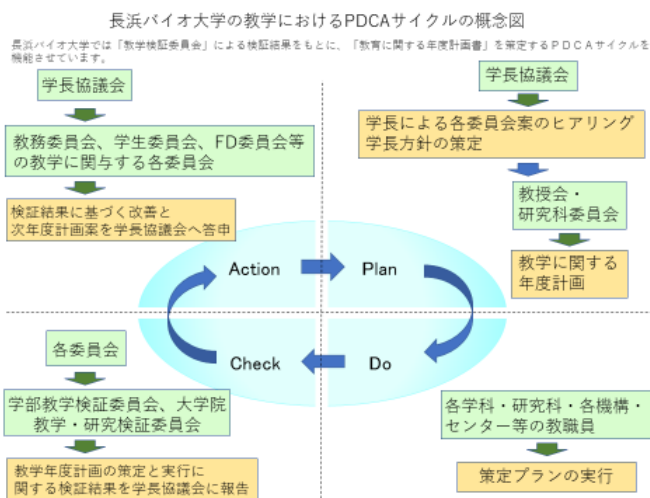 長浜バイオ大学の教学におけるPDCAサイクルの概念図
長浜バイオ大学では「教学検証委員会」による検証結果をもとに、「教育に関する年度計画書」を策定するPDCAサイクルを
機能させています。
学長協議会
教務委員会、学生委員会、FD委員会等
の教学に関与する各委員会
検証結果に基づく改善と
次年度計画案を学長協議会へ答申
学長協議会
学長による各委員会案のヒアリング
学長方針の策定
教授会・
研究科委員会
教学に関する
年度計画
Action
Plan
Check
Do
各委員会
学部教学検証委員会、大学院
教学・研究検証委員会
教学年度計画の策定と実行に
関する検証結果を学長協議会に報告
各学科・研究科・各機構・
センター等の教職員
策定プランの実行